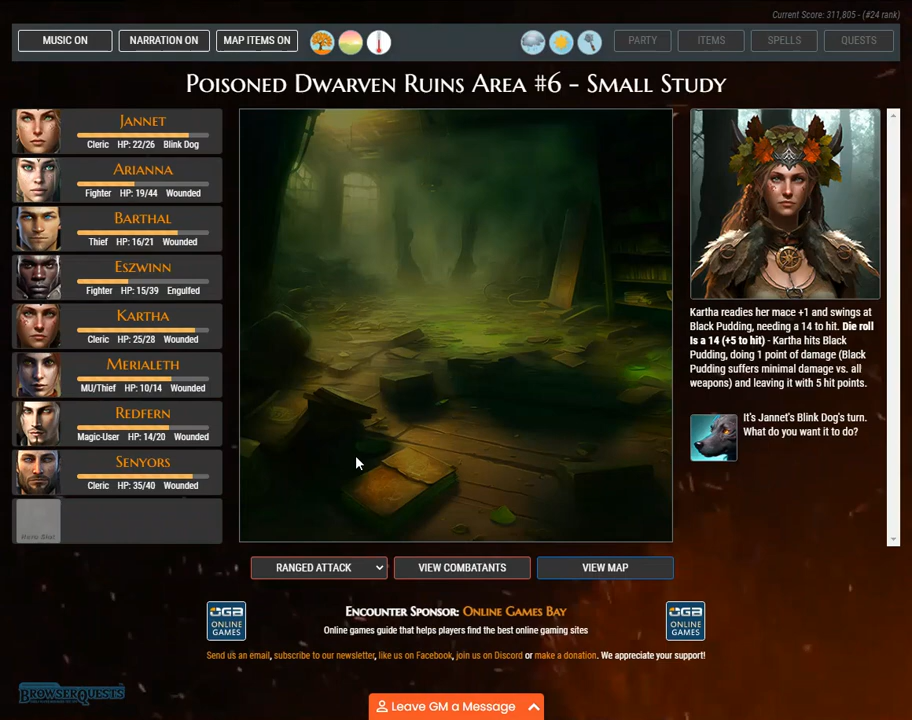 Current Score: 311,805 - (#24 rank)
MUSIC ON
NARRATION ON
MAP ITEMS ON
PARTY
ITEMS
SPELLS
QUESTS
Poisoned Dwarven Ruins Area #6 - Small Study
Jannet
Cleric HP: 22/26 Blink Dog
Arianna
Fighter HP: 19/44 Wounded
Barthal
Thief HP: 16/21 Wounded
Eszwinn
Fighter HP: 15/39 Engulfed
Kartha
Cleric HP: 25/28 Wounded
Merialeth
MU/Thief HP: 10/14 Wounded
Redfern
Magic-User HP: 14/20 Wounded
Senyors
Cleric HP: 35/40 Wounded
Kartha readies her mace +1 and swings at
Black Pudding, needing a 14 to hit. Die roll
is a 14 (+5 to hit) - Kartha hits Black
Pudding, doing 1 point of damage (Black
Pudding suffers minimal damage vs. all
weapons) and leaving it with 5 hit points.
It's Jannet's Blink Dog's turn.
What do you want it to do?
RANGED ATTACK
VIEW COMBATANTS
VIEW MAP
OGA
ONLINE
GAMES
Encounter Sponsor: Online Games Bay
Online games guide that helps players find the best online gaming sites
OGA
ONLINE
GAMES
Send us an email, subscribe to our newsletter, like us on Facebook, join us on Discord or make a donation. We appreciate your support!
BrowserQuests
Leave GM a Message